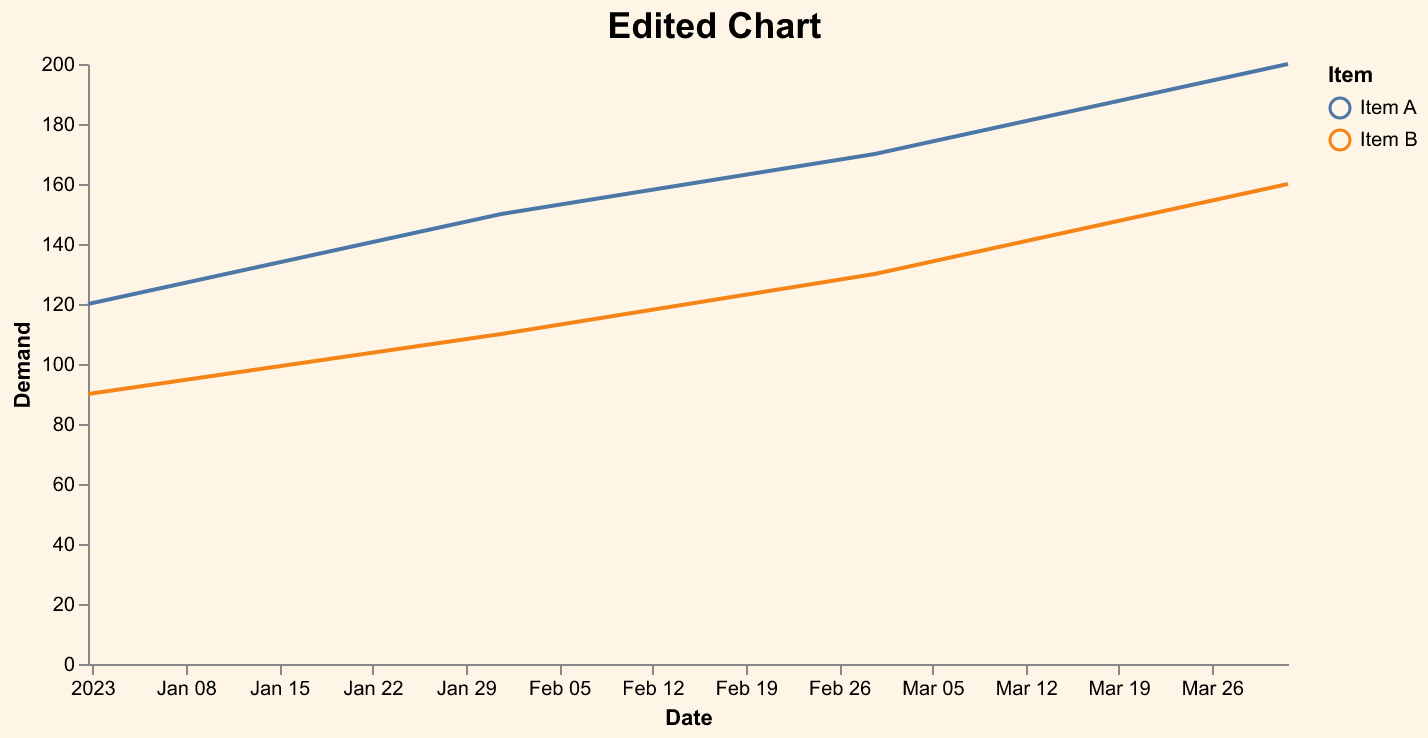 Edited Chart
200
180
160
140
120
100
80
60
40
20
0
Demand
2023 Jan 08 Jan 15 Jan 22 Jan 29 Feb 05 Feb 12 Feb 19 Feb 26 Mar 05 Mar 12 Mar 19 Mar 26
Date
Item
Item A
Item B